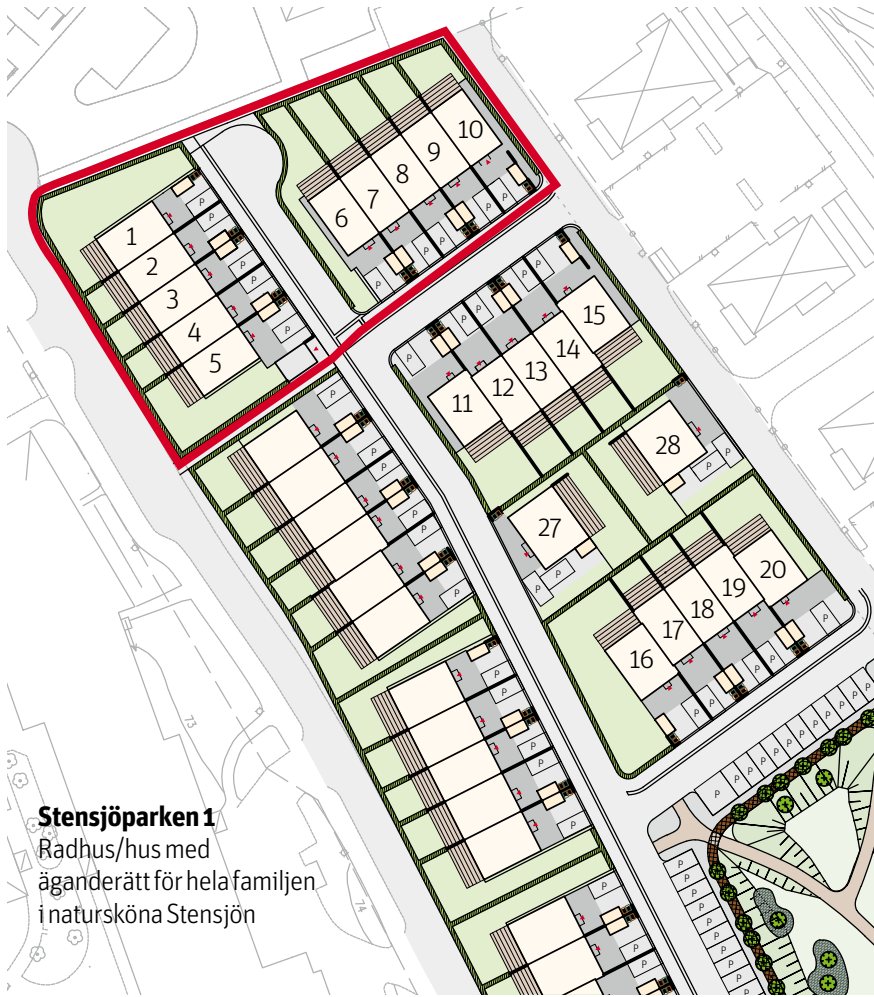 10
9
8
7
6
1
2
3
4
5
15
14
13
12
11
28
27
20
19
18
17
16
P P P P P P P P P P
P P P P P P P P
P P P P P P P P P P
P P P P
P P P P P P P P P P
P P P P P P P P P P
73
74
Stensjöparken 1
Radhus/hus med
äganderätt för hela familjen
i natursköna Stensjön